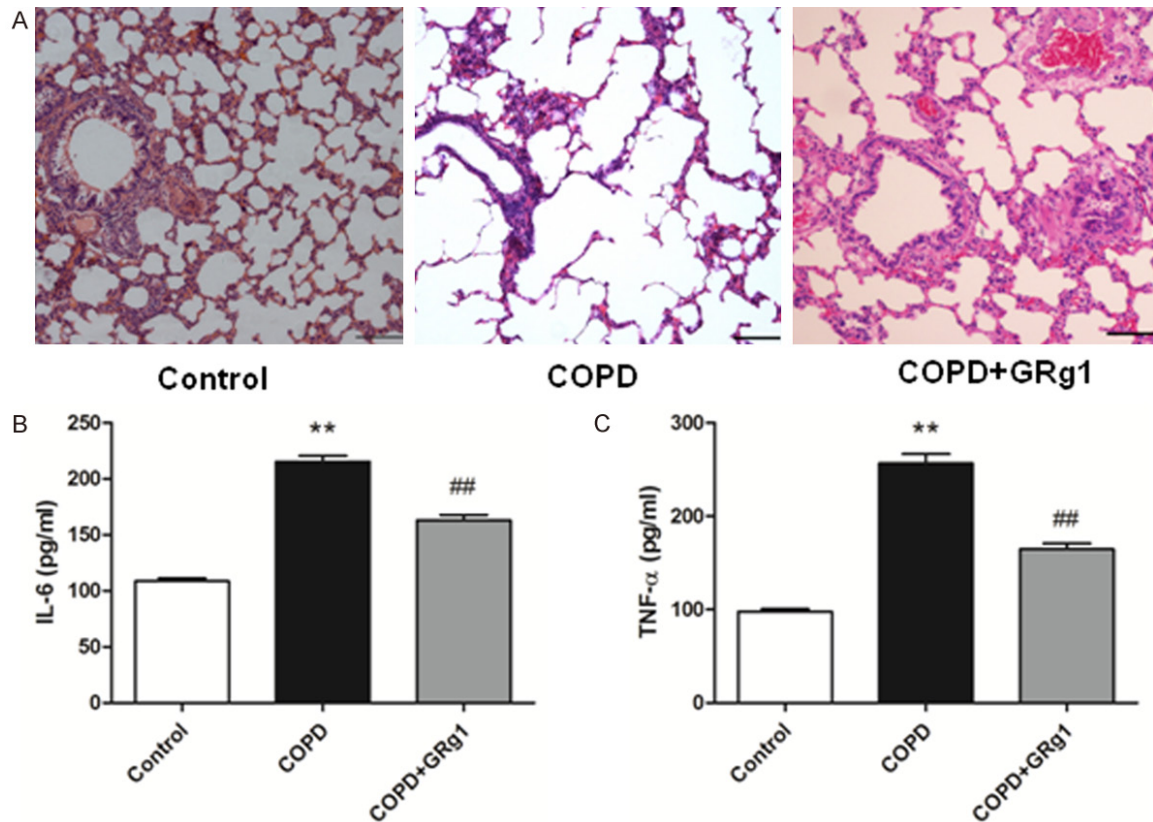 A
Control
COPD
COPD+GRg1
B
IL-6 (pg/ml)
250
200
150
100
50
0
**
##
Control
COPD
COPD+GRg1
C
TNF-α (pg/ml)
300
200
100
0
**
##
Control
COPD
COPD+GRg1